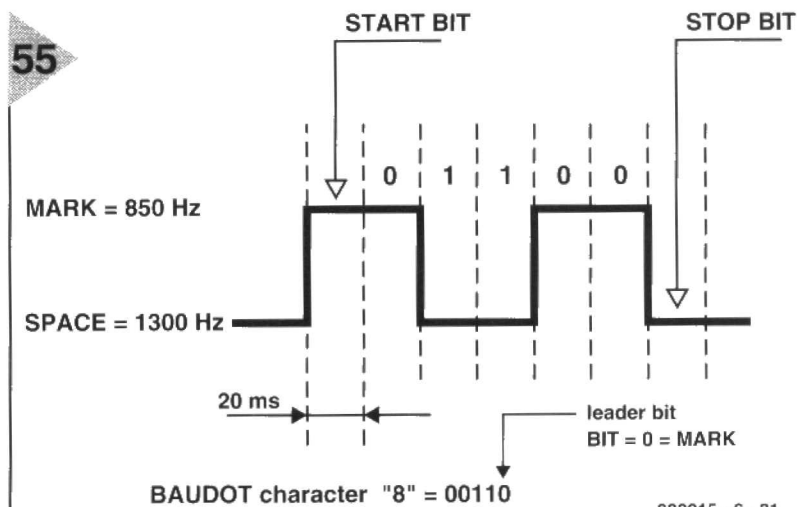 START BIT
STOP BIT
55
0 1 1 0 0
MARK = 850 Hz
SPACE = 1300 Hz
20 ms
leader bit
BIT = 0 = MARK
BAUDOT character "8" = 00110